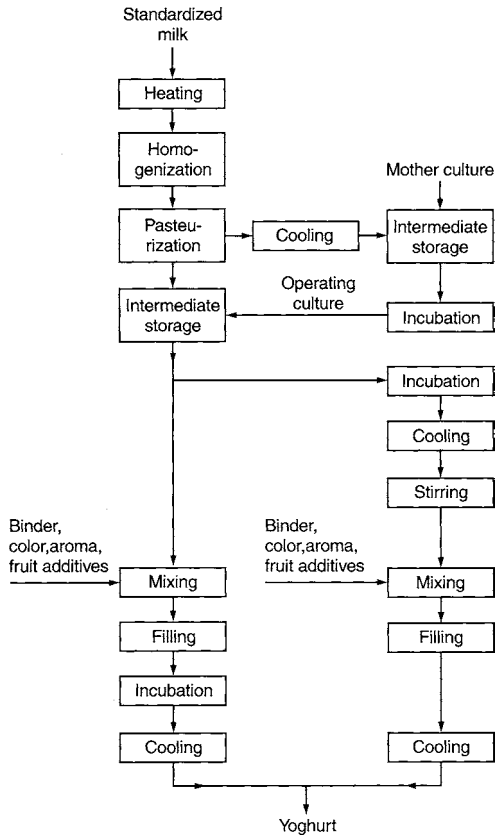 Standardized
milk
Heating
Homo-
genization
Mother culture
Pasteu-
rization
Cooling
Intermediate
storage
Operating
culture
Intermediate
storage
Incubation
Incubation
Cooling
Stirring
Binder,
color,aroma,
fruit additives
Binder,
color,aroma,
fruit additives
Mixing
Mixing
Filling
Filling
Incubation
Cooling
Cooling
Yoghurt